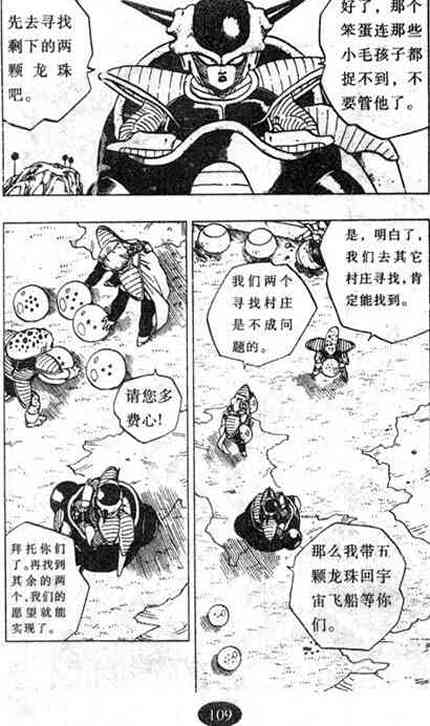 好了，那个
笨蛋连那些
小毛孩子都
捉不到，不
要管他了。
先去寻找
剩下的两
颗龙珠
吧。
是，明白了，
我们去其它
村庄寻找，肯
定能找到。
我们两个
寻找村庄
是不成问
题的。
那么我带五
颗龙珠回宇
宙飞船等你
们。
请您多
费心！
拜托你们
了。再找到
其余的两
个，我们的
愿望就能
实现了。
109